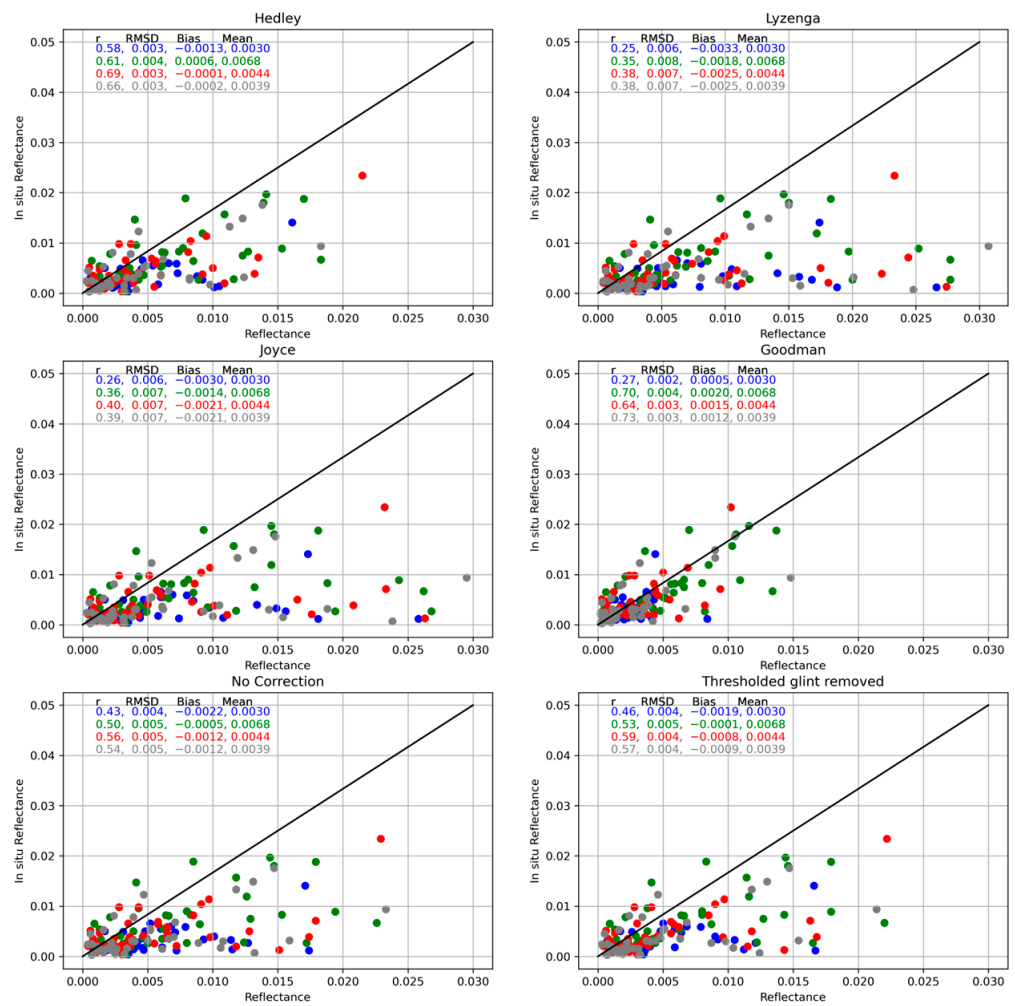 Hedley
r RMSD Bias Mean
0.58, 0.003, −0.0013, 0.0030
0.61, 0.004, 0.0006, 0.0068
0.69, 0.003, −0.0001, 0.0044
0.66, 0.003, −0.0002, 0.0039
0.05
0.04
0.03
0.02
0.01
0.00
In situ Reflectance
0.000 0.005 0.010 0.015 0.020 0.025 0.030
Reflectance
Lyzenga
r RMSD Bias Mean
0.25, 0.006, −0.0033, 0.0030
0.35, 0.008, −0.0018, 0.0068
0.38, 0.007, −0.0025, 0.0044
0.38, 0.007, −0.0025, 0.0039
0.05
0.04
0.03
0.02
0.01
0.00
In situ Reflectance
0.000 0.005 0.010 0.015 0.020 0.025 0.030
Reflectance
Joyce
r RMSD Bias Mean
0.26, 0.006, −0.0030, 0.0030
0.36, 0.007, −0.0014, 0.0068
0.40, 0.007, −0.0021, 0.0044
0.39, 0.007, −0.0021, 0.0039
0.05
0.04
0.03
0.02
0.01
0.00
In situ Reflectance
0.000 0.005 0.010 0.015 0.020 0.025 0.030
Reflectance
Goodman
r RMSD Bias Mean
0.27, 0.002, 0.0005, 0.0030
0.70, 0.004, 0.0020, 0.0068
0.64, 0.003, 0.0015, 0.0044
0.73, 0.003, 0.0012, 0.0039
0.05
0.04
0.03
0.02
0.01
0.00
In situ Reflectance
0.000 0.005 0.010 0.015 0.020 0.025 0.030
Reflectance
No Correction
r RMSD Bias Mean
0.43, 0.004, −0.0022, 0.0030
0.50, 0.005, −0.0005, 0.0068
0.56, 0.005, −0.0012, 0.0044
0.54, 0.005, −0.0012, 0.0039
0.05
0.04
0.03
0.02
0.01
0.00
In situ Reflectance
0.000 0.005 0.010 0.015 0.020 0.025 0.030
Reflectance
Thresholded glint removed
r RMSD Bias Mean
0.46, 0.004, −0.0019, 0.0030
0.53, 0.005, −0.0001, 0.0068
0.59, 0.004, −0.0008, 0.0044
0.57, 0.004, −0.0009, 0.0039
0.05
0.04
0.03
0.02
0.01
0.00
In situ Reflectance
0.000 0.005 0.010 0.015 0.020 0.025 0.030
Reflectance